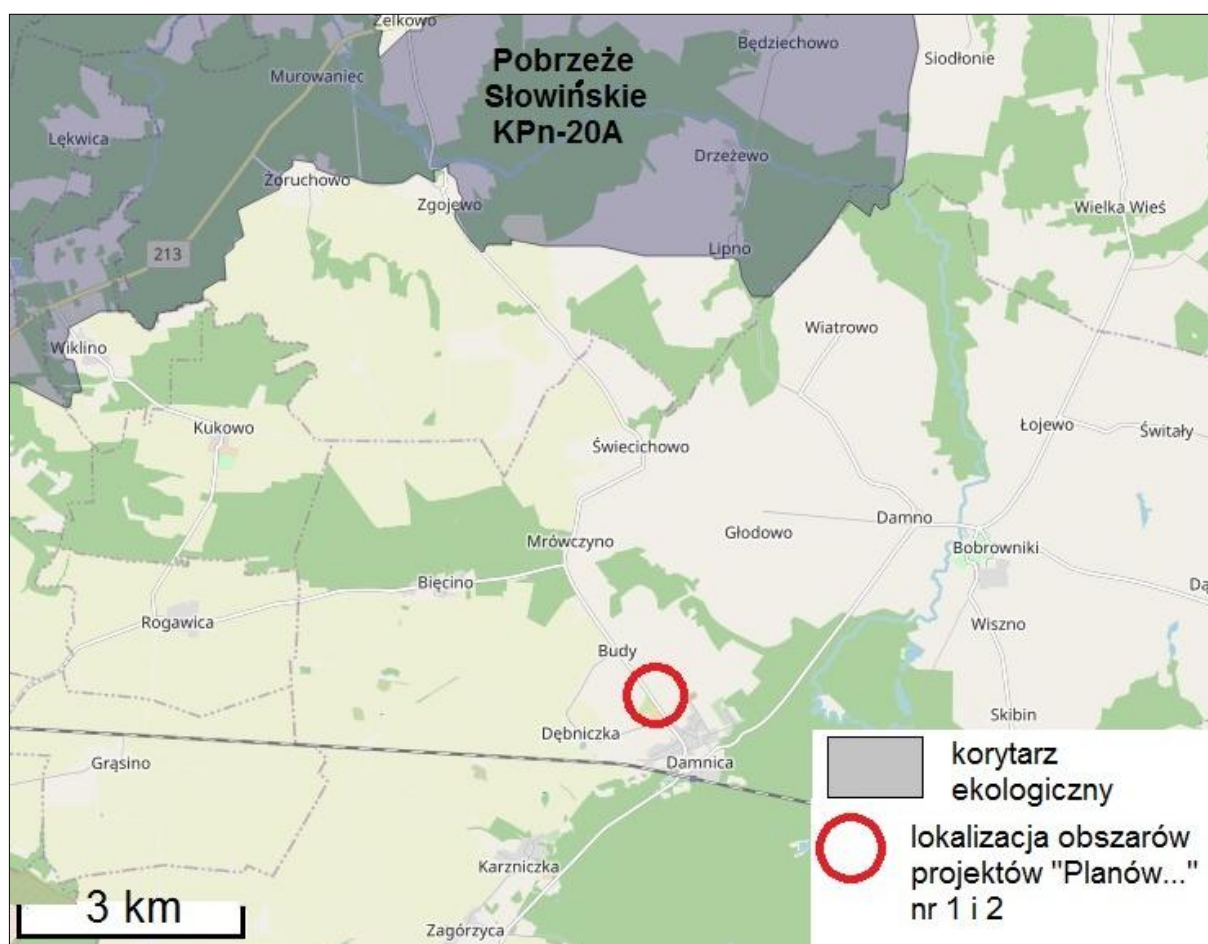 Żelkowo
Pobrzeże
Słowińskie
KPn-20A
Będziechowo
Siodłonie
Murowaniec
Lękwica
Drzeżewo
Żoruchowo
Zgojewo
Wielka Wieś
Lipno
213
Wiatrowo
Wiklino
Kukowo
Łojewo
Świtały
Świecichowo
Damno
Głodowo
Mrówczyno
Bobrowniki
Bięcino
Rogawica
Wiszno
Budy
Skibin
Dębniczka
Grąsino
Damnica
korytarz
ekologiczny
lokalizacja obszarów
projektów "Planów..."
nr 1 i 2
Karzniczka
3 km
Zagórzyca